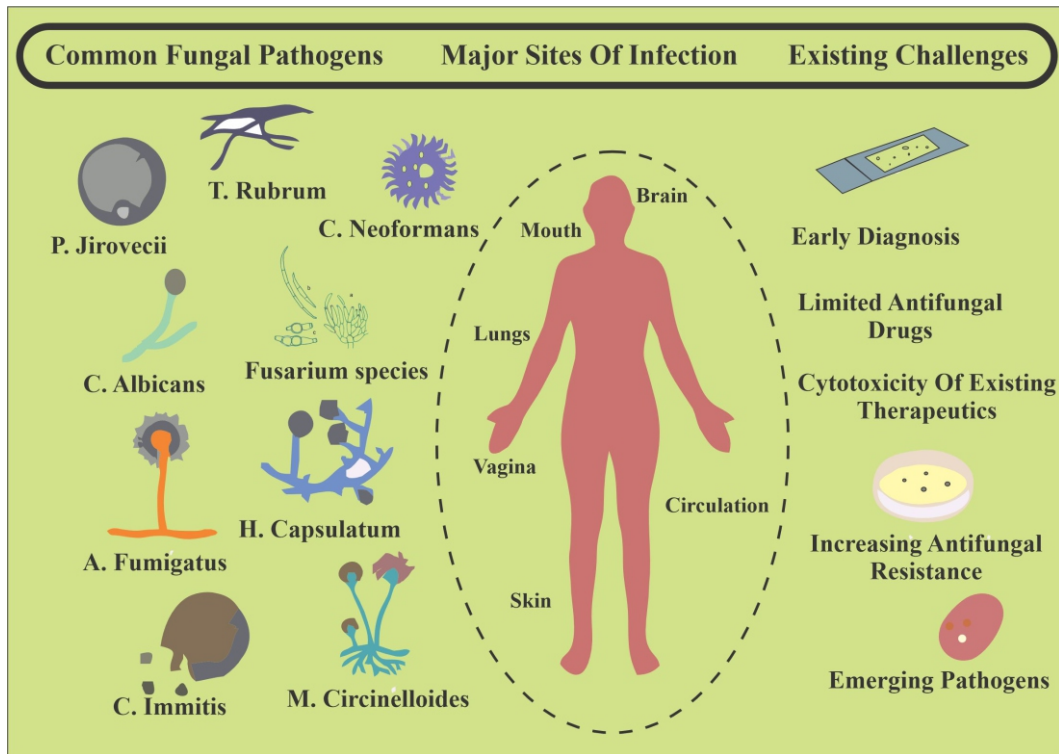 Common Fungal Pathogens
Major Sites Of Infection
Existing Challenges
T. Rubrum
P. Jirovecii
C. Neoformans
C. Albicans
Fusarium species
A. Fumigatus
H. Capsulatum
C. Immitis
M. Circinelloides
Brain
Mouth
Lungs
Vagina
Circulation
Skin
Early Diagnosis
Limited Antifungal
Drugs
Cytotoxicity Of Existing
Therapeutics
Increasing Antifungal
Resistance
Emerging Pathogens